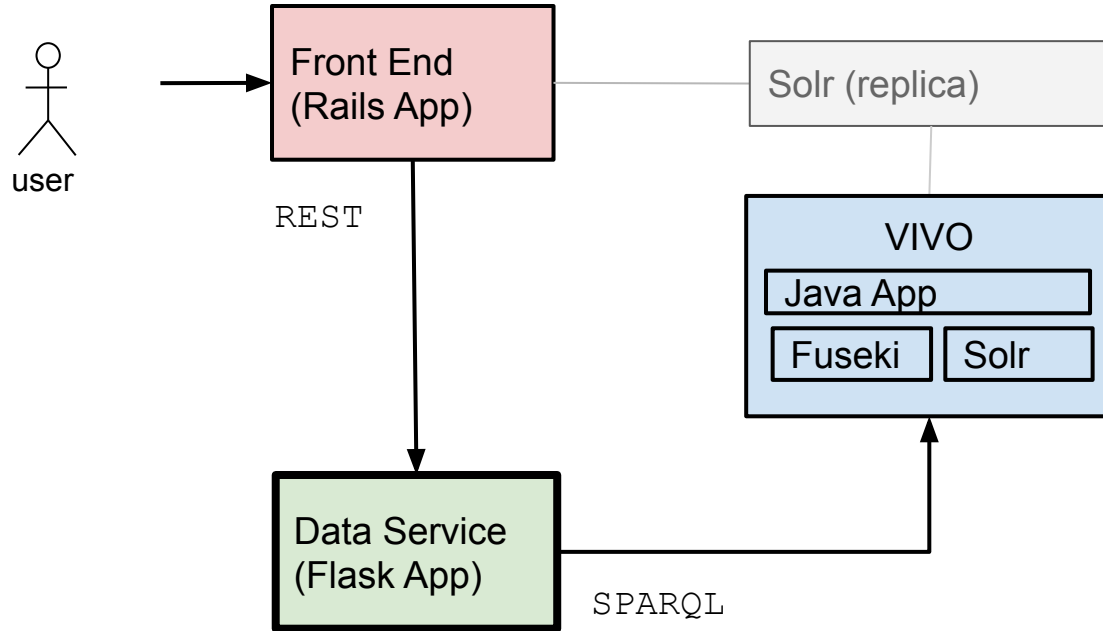 Front End
(Rails App)
Solr (replica)
user
REST
VIVO
Java App
Fuseki
Solr
Data Service
(Flask App)
SPARQL